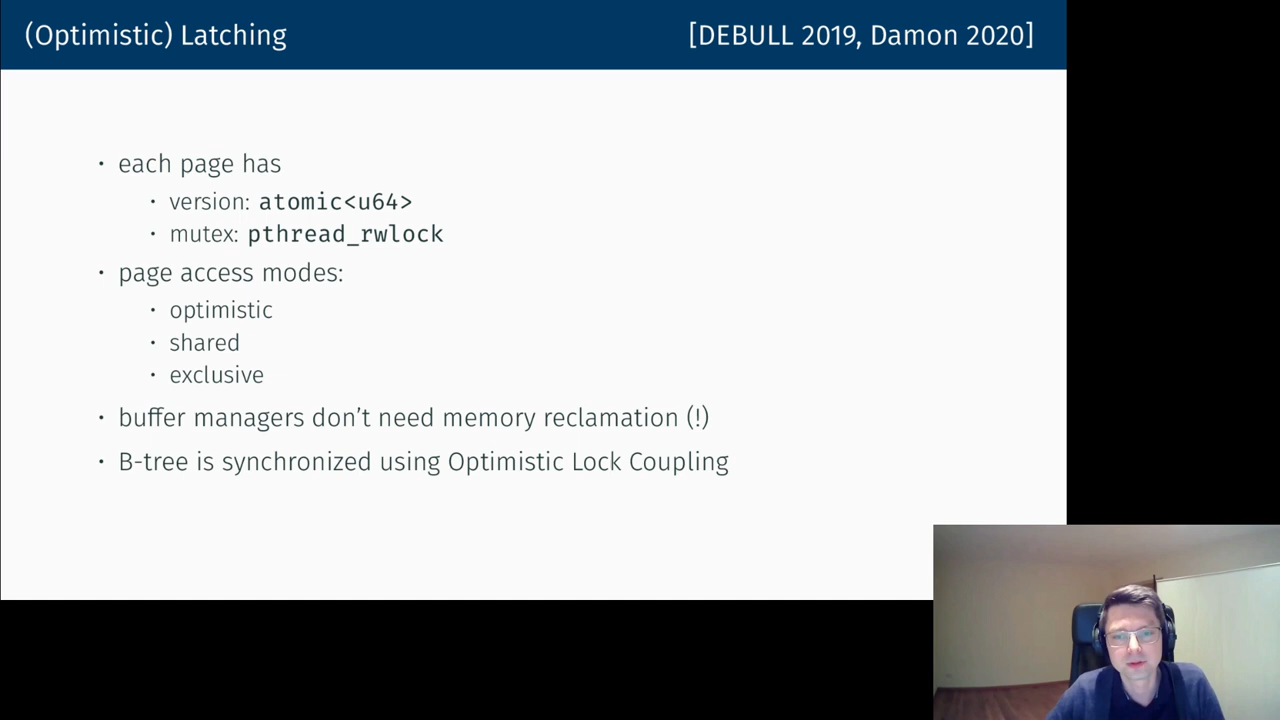 (Optimistic) Latching [DEBULL 2019, Damon 2020]
• each page has
• version: atomic<u64>
• mutex: pthread_rwlock
• page access modes:
• optimistic
• shared
• exclusive
• buffer managers don’t need memory reclamation (!)
• B-tree is synchronized using Optimistic Lock Coupling